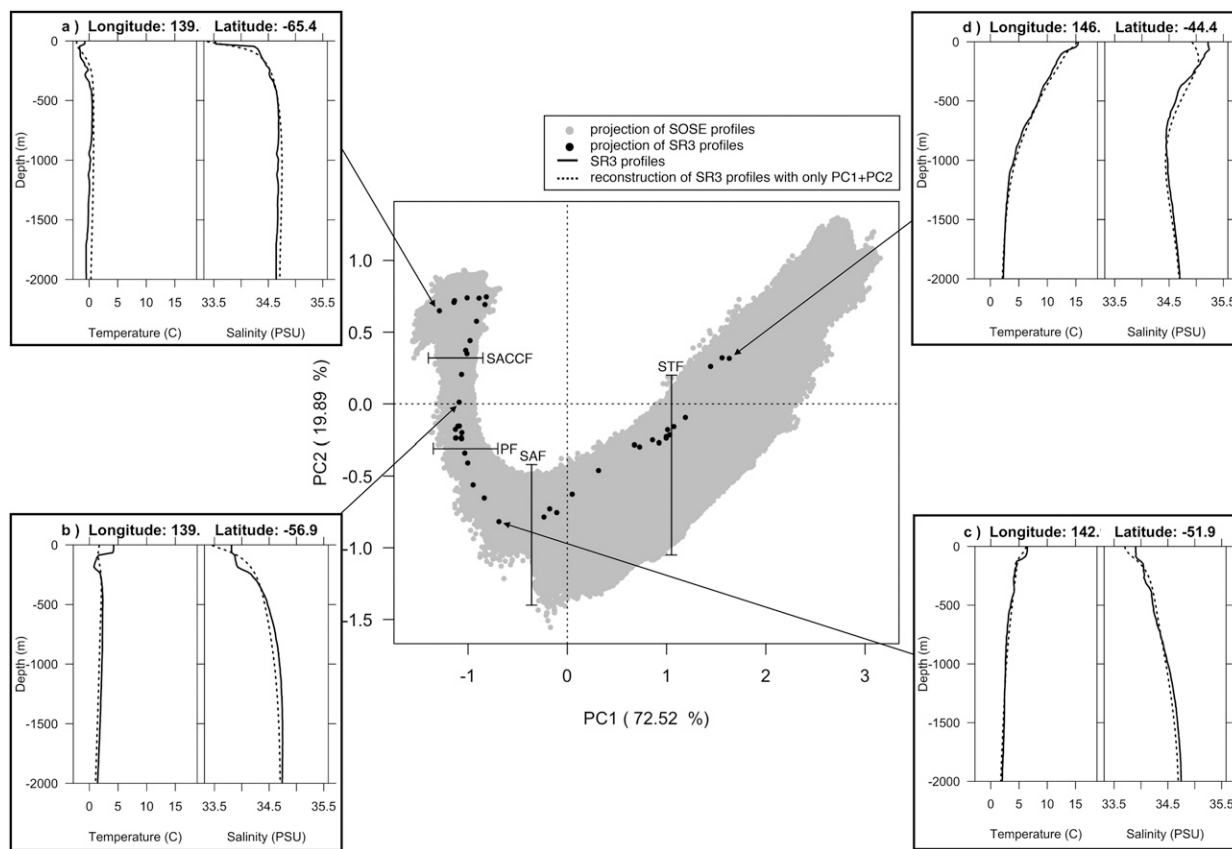 a ) Longitude: 139. Latitude: -65.4
0
-500
-1000
-1500
-2000
Depth (m)
0 5 10 15 33.5 34.5 35.5
Temperature (C) Salinity (PSU)
d ) Longitude: 146. Latitude: -44.4
0
-500
-1000
-1500
-2000
Depth (m)
0 5 15 33.5 34.5 35.5
Temperature (C) Salinity (PSU)
projection of SOSE profiles
projection of SR3 profiles
SR3 profiles
reconstruction of SR3 profiles with only PC1+PC2
1.0
0.5
0.0
-0.5
-1.0
-1.5
PC2 ( 19.89 %)
SACCF
STF
PF
SAF
-1 0 1 2 3
PC1 ( 72.52 %)
b ) Longitude: 139. Latitude: -56.9
0
-500
-1000
-1500
-2000
Depth (m)
0 5 10 15 33.5 34.5 35.5
Temperature (C) Salinity (PSU)
c ) Longitude: 142. Latitude: -51.9
0
-500
-1000
-1500
-2000
Depth (m)
0 5 15 33.5 34.5 35.5
Temperature (C) Salinity (PSU)